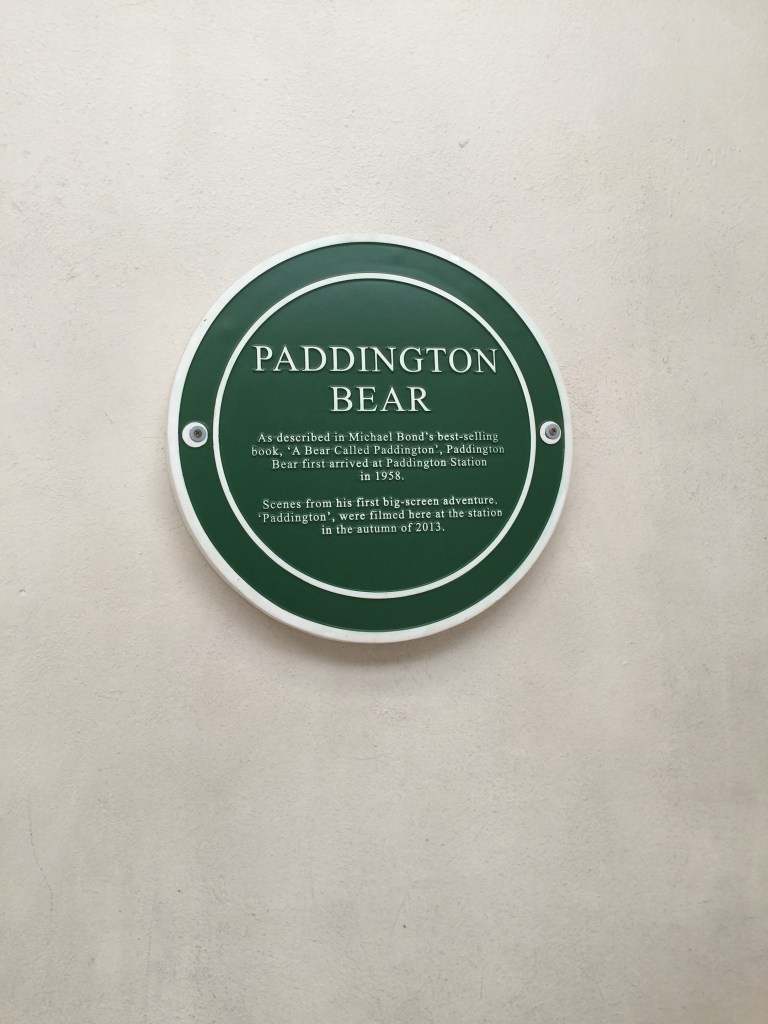 PADDINGTON
BEAR
As described in Michael Bond's best-selling
book, 'A Bear Called Paddington', Paddington
Bear first arrived at Paddington Station
in 1958.
Scenes from his first big-screen adventure,
'Paddington', were filmed here at the station
in the autumn of 2013.